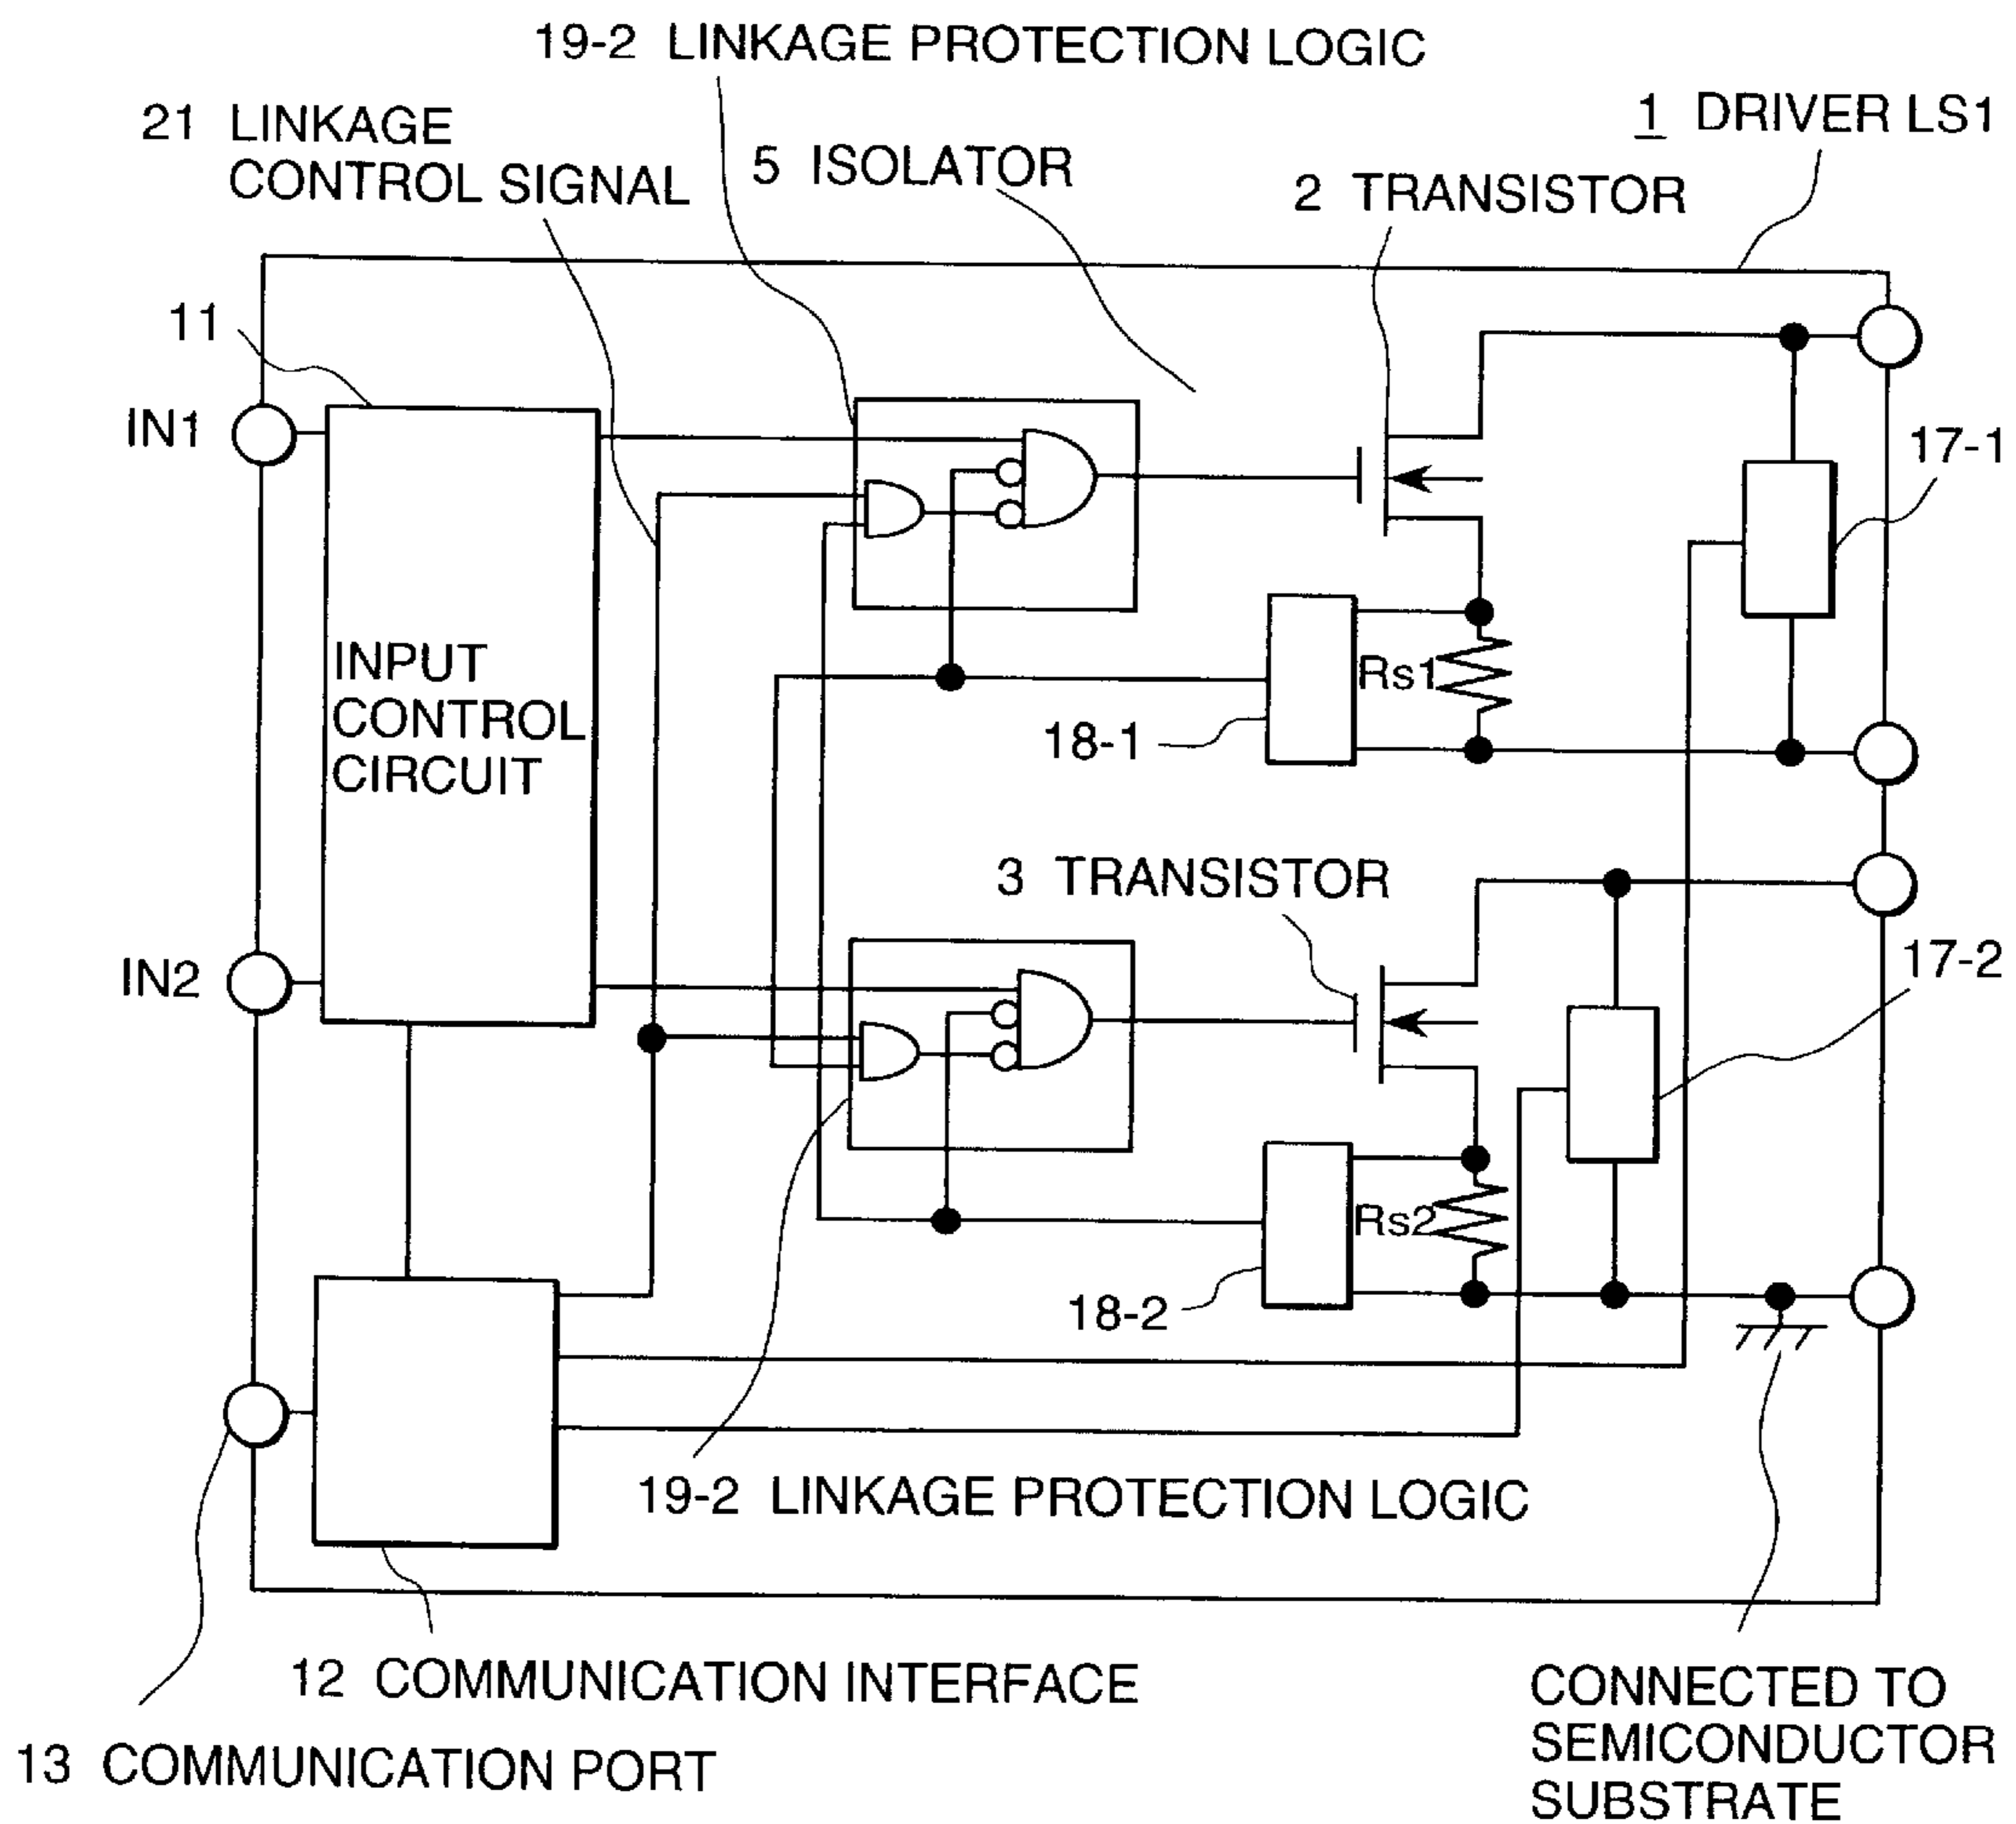 19-2 LINKAGE PROTECTION LOGIC
21 LINKAGE
CONTROL SIGNAL
5 ISOLATOR
1 DRIVER LS1
2 TRANSISTOR
11
IN1
17-1
INPUT
CONTROL
CIRCUIT
Rs1
18-1
3 TRANSISTOR
IN2
17-2
Rs2
18-2
19-2 LINKAGE PROTECTION LOGIC
12 COMMUNICATION INTERFACE
13 COMMUNICATION PORT
CONNECTED TO
SEMICONDUCTOR
SUBSTRATE